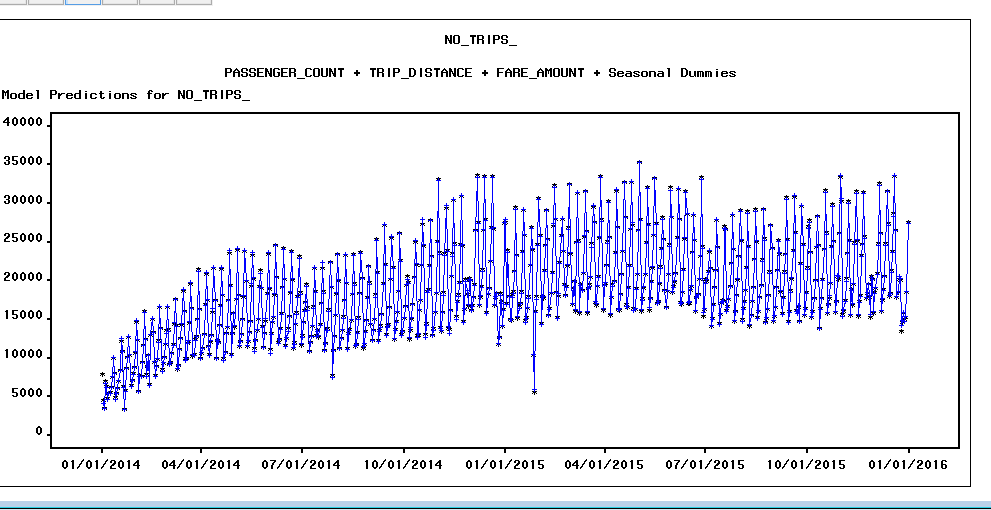 NO_TRIPS_
PASSENGER_COUNT + TRIP_DISTANCE + FARE_AMOUNT + Seasonal Dummies
Model Predictions for NO_TRIPS_
40000
35000
30000
25000
20000
15000
10000
5000
0
01/01/2014 04/01/2014 07/01/2014 10/01/2014 01/01/2015 04/01/2015 07/01/2015 10/01/2015 01/01/2016